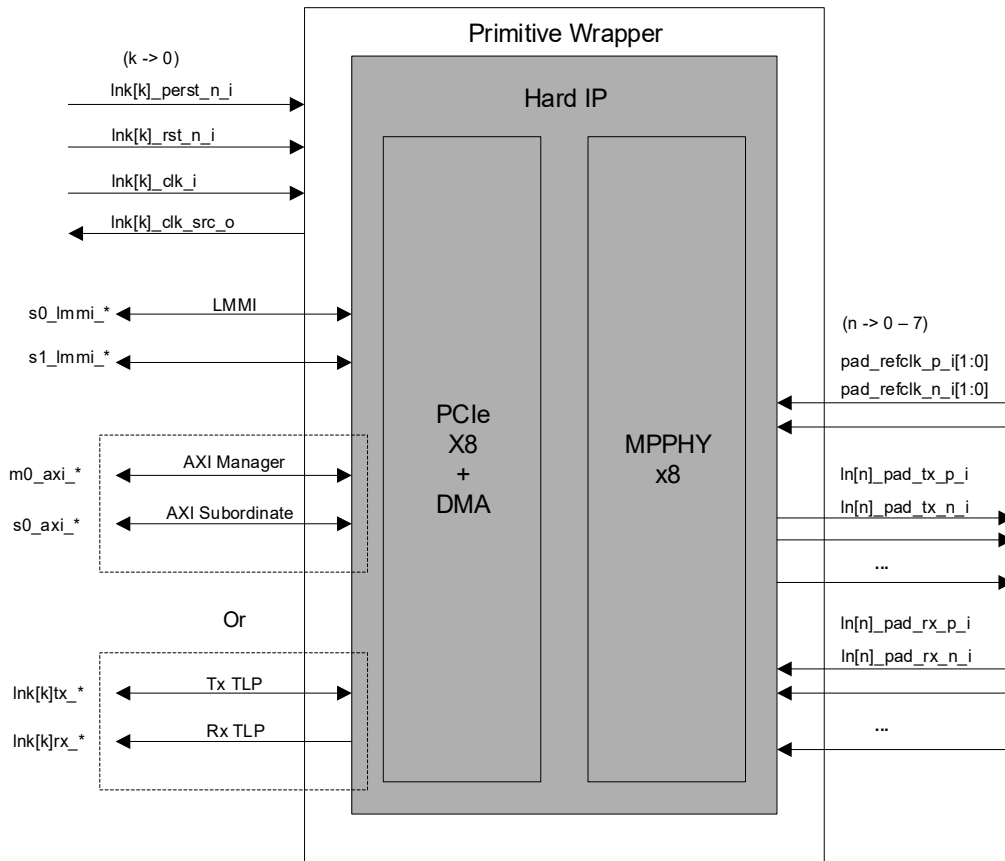 Primitive Wrapper
Hard IP
(k -> 0)
lnk[k]_perst_n_i
lnk[k]_rst_n_i
lnk[k]_clk_i
lnk[k]_clk_src_o
s0_lmmi_*
LMMI
s1_lmmi_*
m0_axi_*
AXI Manager
s0_axi_*
AXI Subordinate
Or
lnk[k]tx_*
Tx TLP
lnk[k]rx_*
Rx TLP
PCIe
X8
+
DMA
MPPHY
x8
(n -> 0 – 7)
pad_refclk_p_i[1:0]
pad_refclk_n_i[1:0]
ln[n]_pad_tx_p_i
ln[n]_pad_tx_n_i
...
ln[n]_pad_rx_p_i
ln[n]_pad_rx_n_i
...